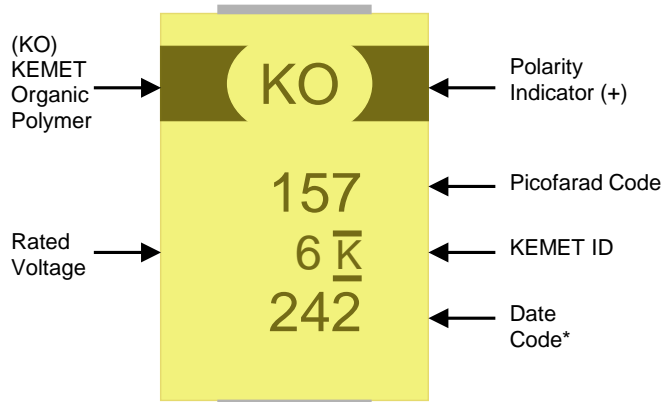 (KO)
KEMET
Organic
Polymer
KO
Polarity
Indicator (+)
157
Picofarad Code
Rated
Voltage
6 K
KEMET ID
242
Date
Code*